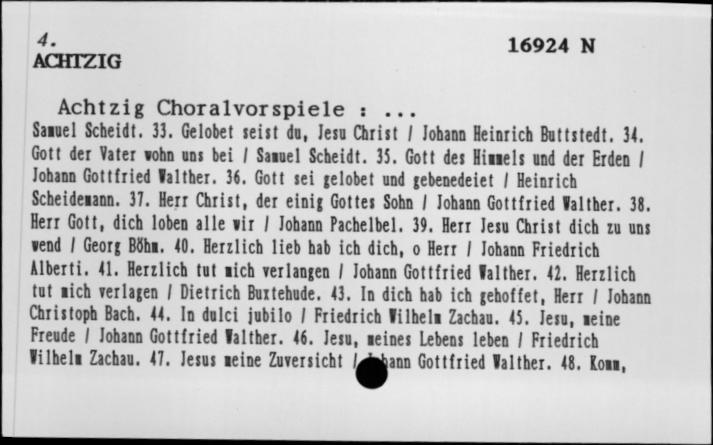 4.
16924 N
ACHTZIG
Achtzig Choralvorspiele : ...
Samuel Scheidt. 33. Gelobet seist du, Jesu Christ / Johann Heinrich Buttstedt. 34.
Gott der Vater wohn uns bei / Samuel Scheidt. 35. Gott des Himmels und der Erden /
Johann Gottfried Walther. 36. Gott sei gelobet und gebenedeiet / Heinrich
Scheidemann. 37. Herr Christ, der einig Gottes Sohn / Johann Gottfried Walther. 38.
Herr Gott, dich loben alle wir / Johann Pachelbel. 39. Herr Jesu Christ dich zu uns
wend / Georg Böhm. 40. Herzlich lieb hab ich dich, o Herr / Johann Friedrich
Alberti. 41. Herzlich tut mich verlangen / Johann Gottfried Walther. 42. Herzlich
tut mich verlagen / Dietrich Buxtehude. 43. In dich hab ich gehoffet, Herr / Johann
Christoph Bach. 44. In dulci jubilo / Friedrich Wilhelm Zachau. 45. Jesu, meine
Freude / Johann Gottfried Walther. 46. Jesu, meines Lebens leben / Friedrich
Wilhelm Zachau. 47. Jesus meine Zuversicht / Johann Gottfried Walther. 48. Komm,